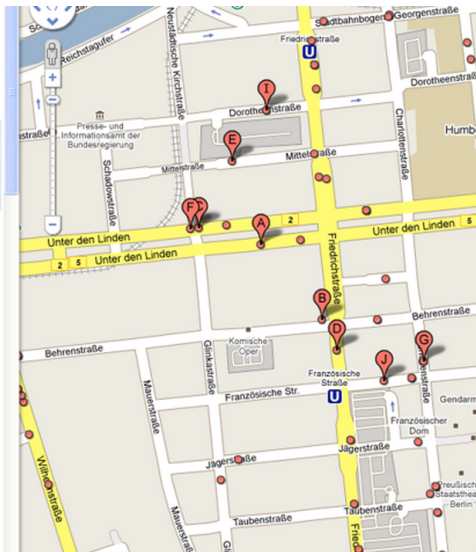 Stadtbahnbogen
Georgenstraße
Friedrichstraße
U
Reichstagufer
Neustädtische Kirchstraße
Dorotheenstraße
I
Dorotheenstraße
Presse- und
Informationsamt der
Bundesregierung
Charlottenstraße
Humb
E
Mittelstraße
Mittelstraße
Schadowstraße
F
C
2
A
Unter den Linden
5
Unter den Linden
2
5
Unter den Linden
Friedrichstraße
B
Behrenstraße
D
G
Komische
Oper
Behrenstraße
Glinkastraße
J
Französische
Straße
U
Mauerstraße
Französische Str.
Französischer
Dom
Gendarm
Jägerstraße
Jägerstraße
Wilhelmstraße
Taubenstraße
Taubenstraße
Mauerstraße
Berlin